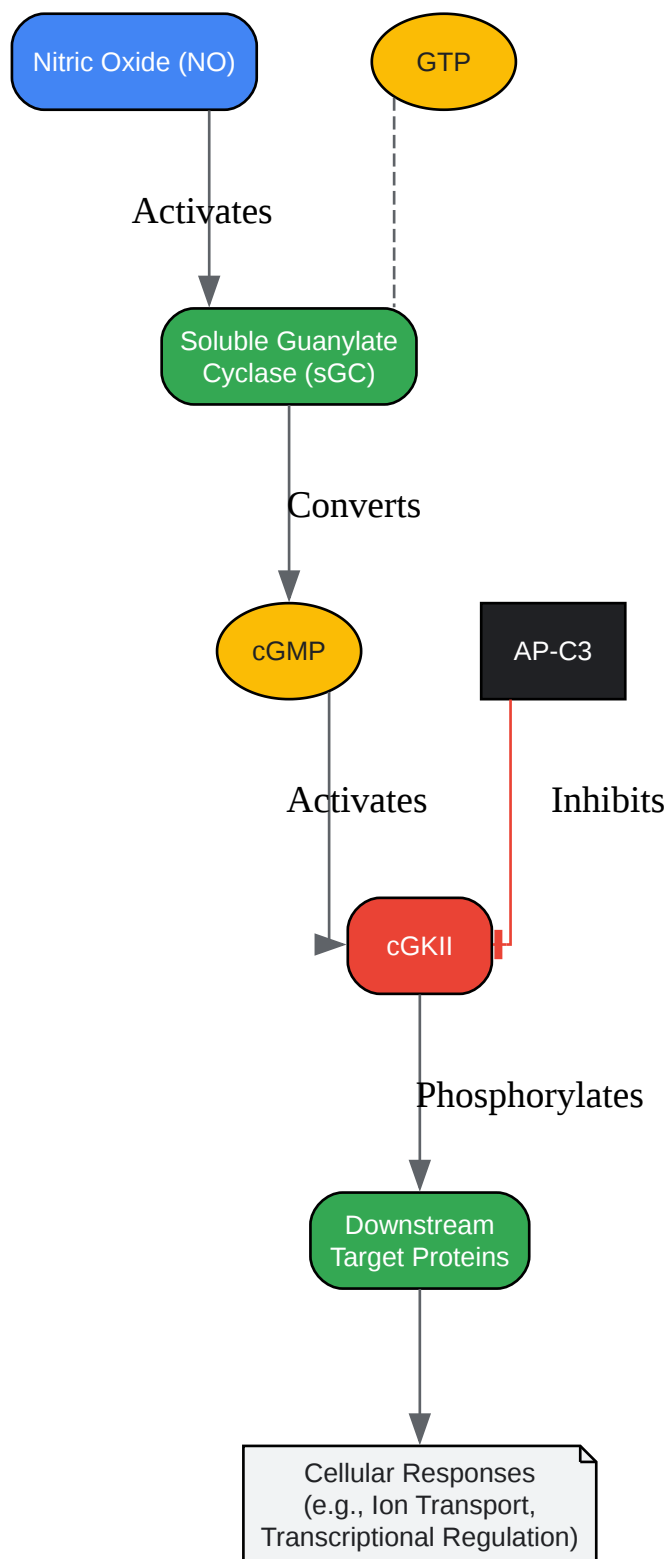 Nitric Oxide (NO)
GTP
Activates
Soluble Guanylate
Cyclase (sGC)
Converts
cGMP
AP-C3
Activates
Inhibits
cGKII
Phosphorylates
Downstream
Target Proteins
Cellular Responses
(e.g., Ion Transport,
Transcriptional Regulation)